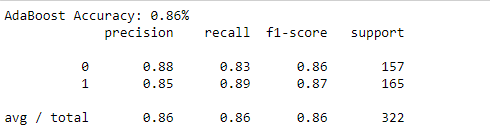 AdaBoost Accuracy: 0.86%
precision recall f1-score support
0 0.88 0.83 0.86 157
1 0.85 0.89 0.87 165
avg / total 0.86 0.86 0.86 322